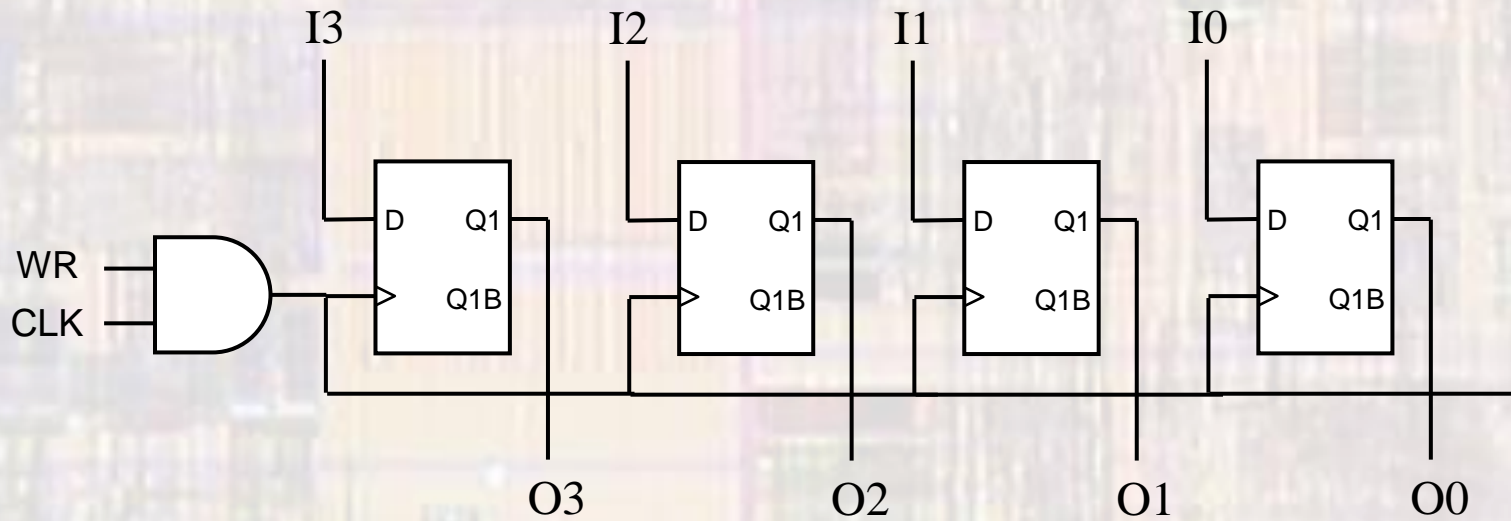 I3 I2 I1 I0
D Q1 D Q1 D Q1 D Q1
WR
Q1B Q1B Q1B Q1B
CLK
O3 O2 O1 O0